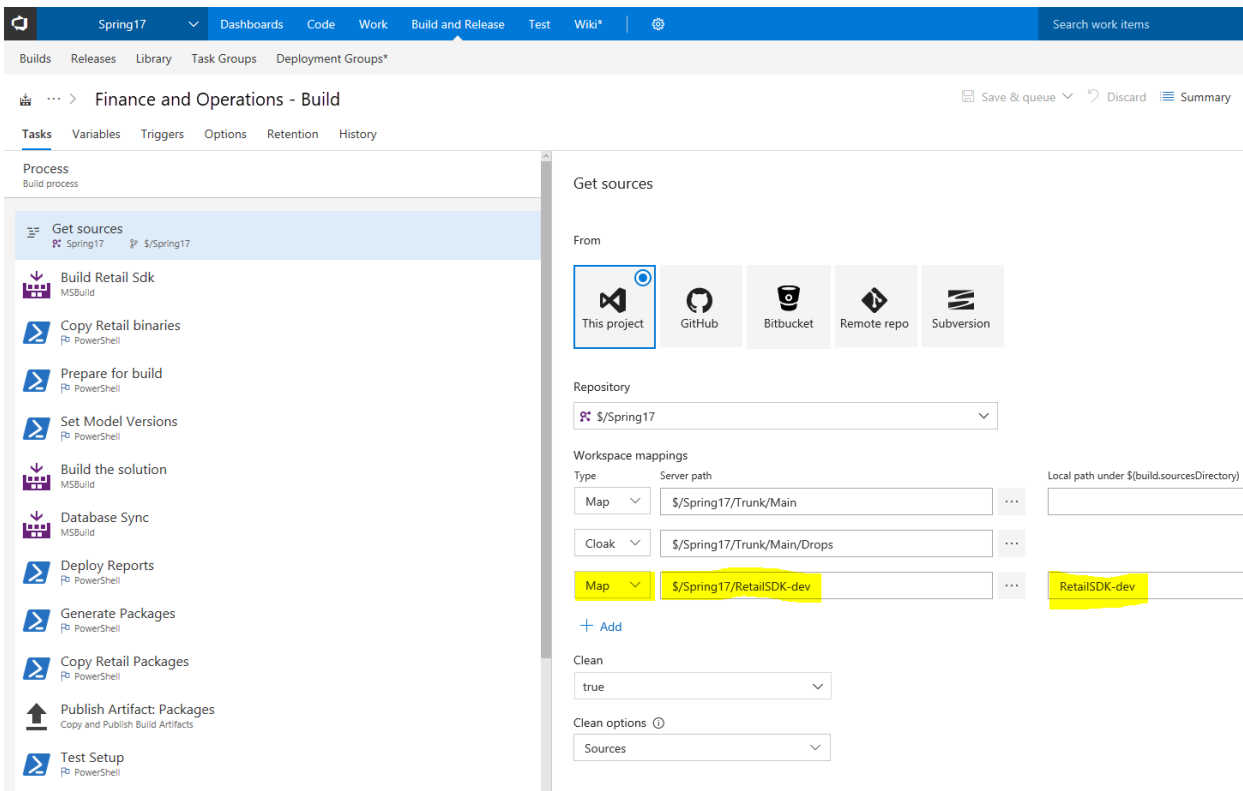 Spring17 Dashboards Code Work Build and Release Test Wiki* Search work items
Builds Releases Library Task Groups Deployment Groups*
··· > Finance and Operations - Build Save & queue Discard Summary
Tasks Variables Triggers Options Retention History
Process
Build process
Get sources
Spring17 $/Spring17
Build Retail Sdk
MSBuild
Copy Retail binaries
PowerShell
Prepare for build
PowerShell
Set Model Versions
PowerShell
Build the solution
MSBuild
Database Sync
MSBuild
Deploy Reports
PowerShell
Generate Packages
PowerShell
Copy Retail Packages
PowerShell
Publish Artifact: Packages
Copy and Publish Build Artifacts
Test Setup
PowerShell
Get sources
From
This project GitHub Bitbucket Remote repo Subversion
Repository
$/Spring17
Workspace mappings
Type Server path Local path under $(build.sourcesDirectory)
Map $/Spring17/Trunk/Main ···
Cloak $/Spring17/Trunk/Main/Drops ···
Map $/Spring17/RetailSDK-dev ··· RetailSDK-dev
+ Add
Clean
true
Clean options
Sources